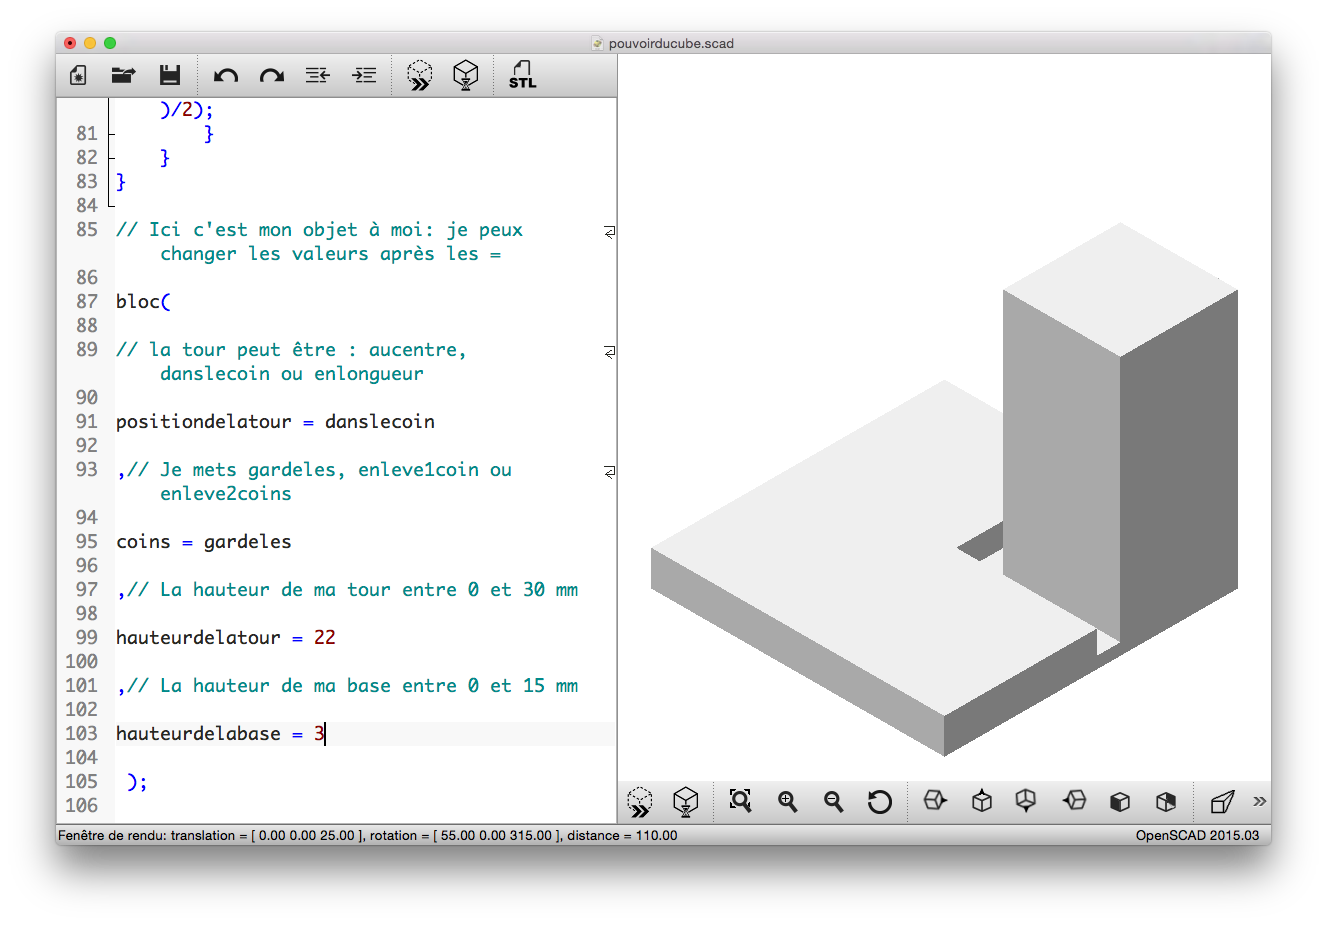 pouvoirducube.scad
STL
)/2);
81 }
82 }
83 }
84
85 // Ici c'est mon objet à moi: je peux
changer les valeurs après les =
86
87 bloc(
88
89 // la tour peut être : aucentre,
danslecoin ou enlongueur
90
91 positiondelatour = danslecoin
92
93 ,// Je mets gardeles, enleve1coin ou
enleve2coins
94
95 coins = gardeles
96
97 ,// La hauteur de ma tour entre 0 et 30 mm
98
99 hauteurdelatour = 22
100
101 ,// La hauteur de ma base entre 0 et 15 mm
102
103 hauteurdelabase = 3
104
105 );
106
Fenêtre de rendu: translation = [ 0.00 0.00 25.00 ], rotation = [ 55.00 0.00 315.00 ], distance = 110.00
OpenSCAD 2015.03